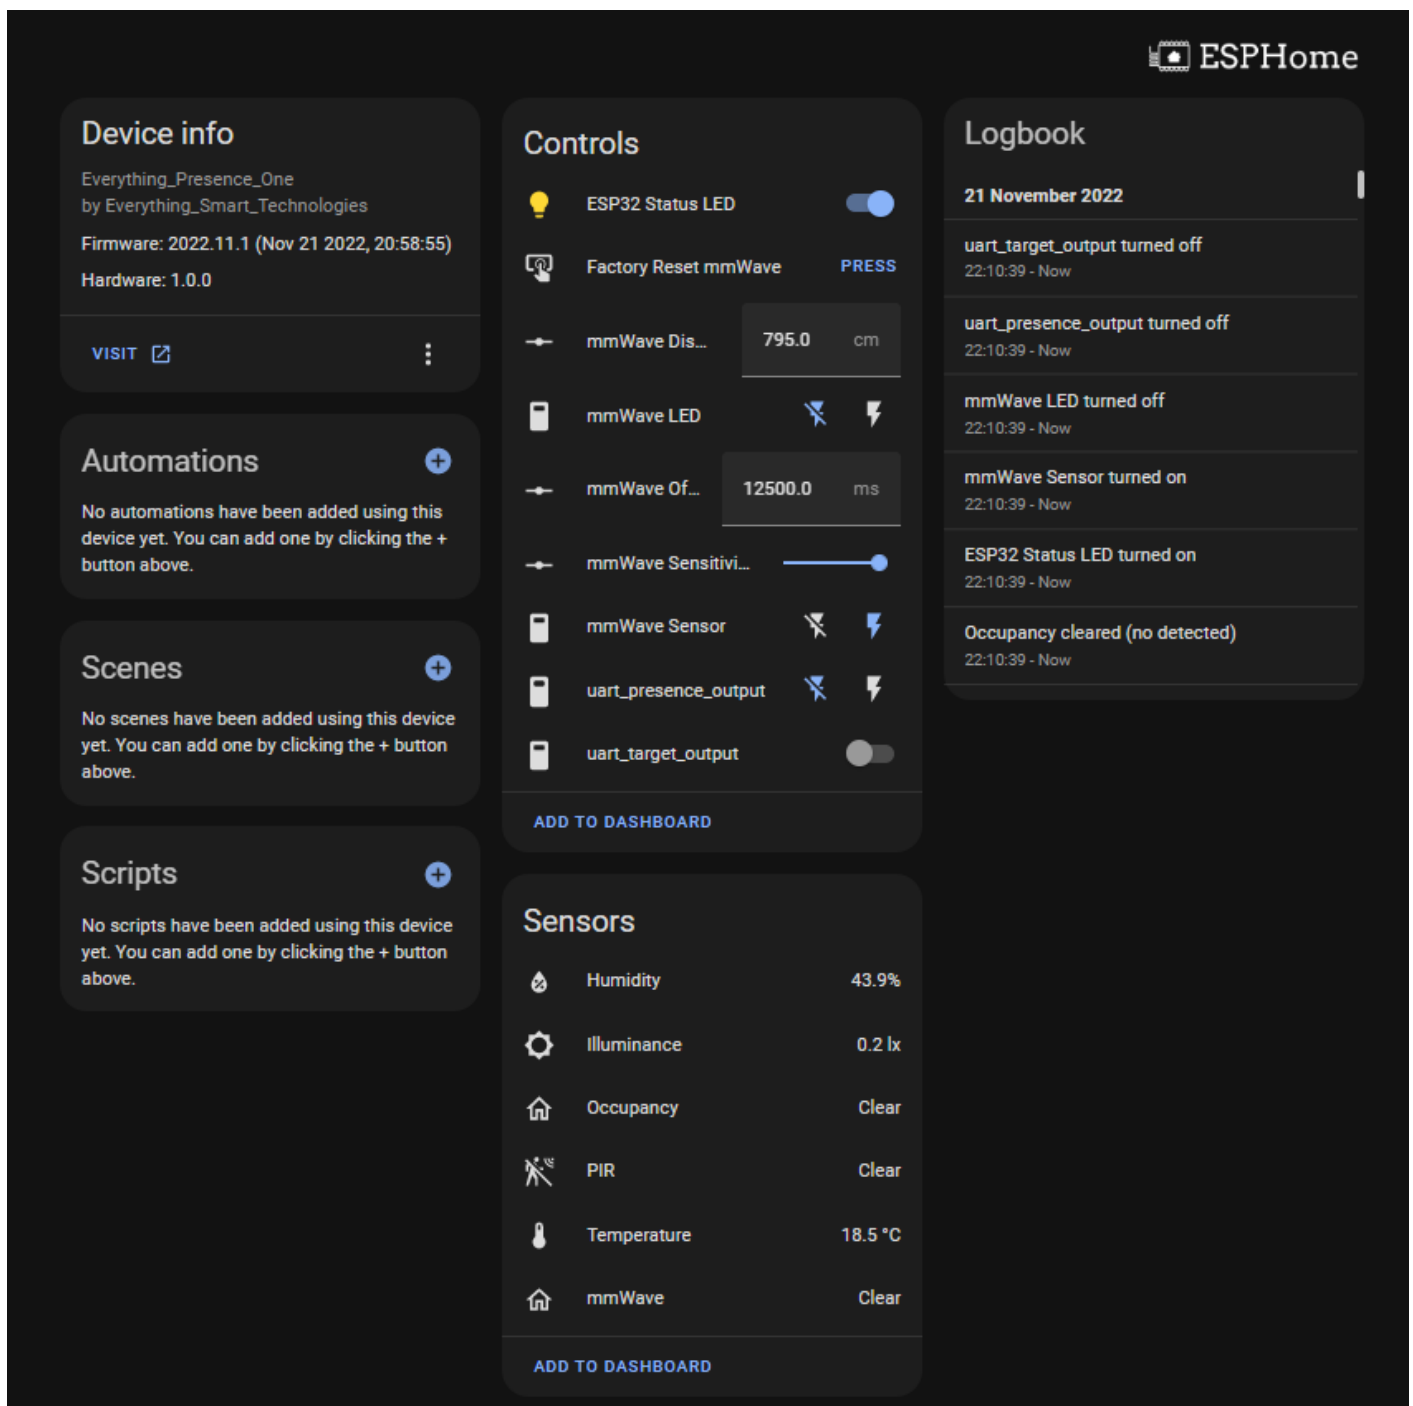 ESPHome
Device info
Everything_Presence_One
by Everything_Smart_Technologies
Firmware: 2022.11.1 (Nov 21 2022, 20:58:55)
Hardware: 1.0.0
VISIT
Automations
No automations have been added using this
device yet. You can add one by clicking the +
button above.
Scenes
No scenes have been added using this device
yet. You can add one by clicking the + button
above.
Scripts
No scripts have been added using this device
yet. You can add one by clicking the + button
above.
Controls
ESP32 Status LED
Factory Reset mmWave PRESS
mmWave Dis... 795.0 cm
mmWave LED
mmWave Of... 12500.0 ms
mmWave Sensitivi...
mmWave Sensor
uart_presence_output
uart_target_output
ADD TO DASHBOARD
Sensors
Humidity 43.9%
Illuminance 0.2 lx
Occupancy Clear
PIR Clear
Temperature 18.5 °C
mmWave Clear
ADD TO DASHBOARD
Logbook
21 November 2022
uart_target_output turned off
22:10:39 - Now
uart_presence_output turned off
22:10:39 - Now
mmWave LED turned off
22:10:39 - Now
mmWave Sensor turned on
22:10:39 - Now
ESP32 Status LED turned on
22:10:39 - Now
Occupancy cleared (no detected)
22:10:39 - Now